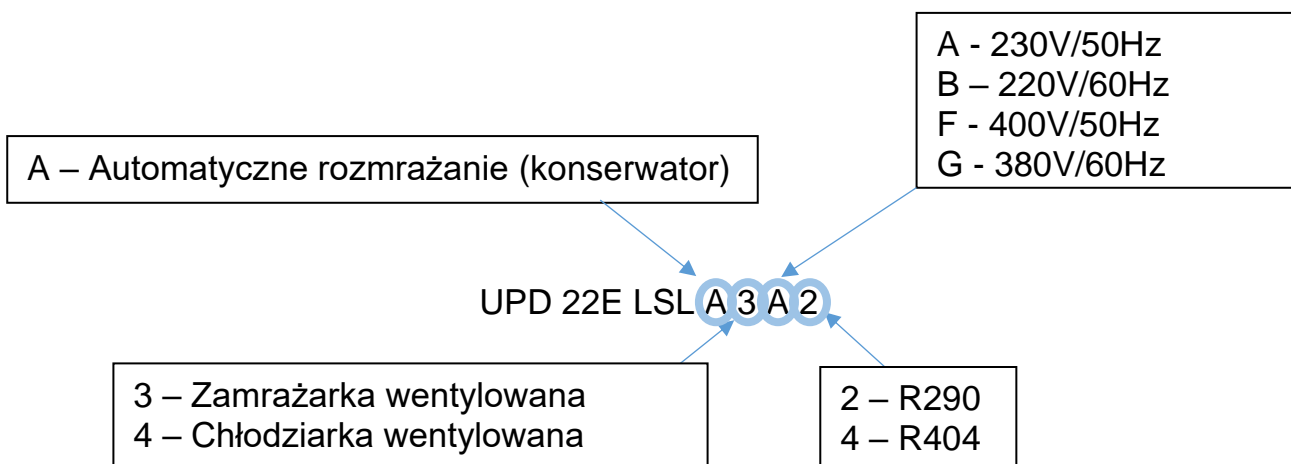 A - 230V/50Hz
B – 220V/60Hz
F - 400V/50Hz
G - 380V/60Hz
A – Automatyczne rozmrażanie (konserwator)
UPD 22E LSL A 3 A 2
3 – Zamrażarka wentylowana
4 – Chłodziarka wentylowana
2 – R290
4 – R404